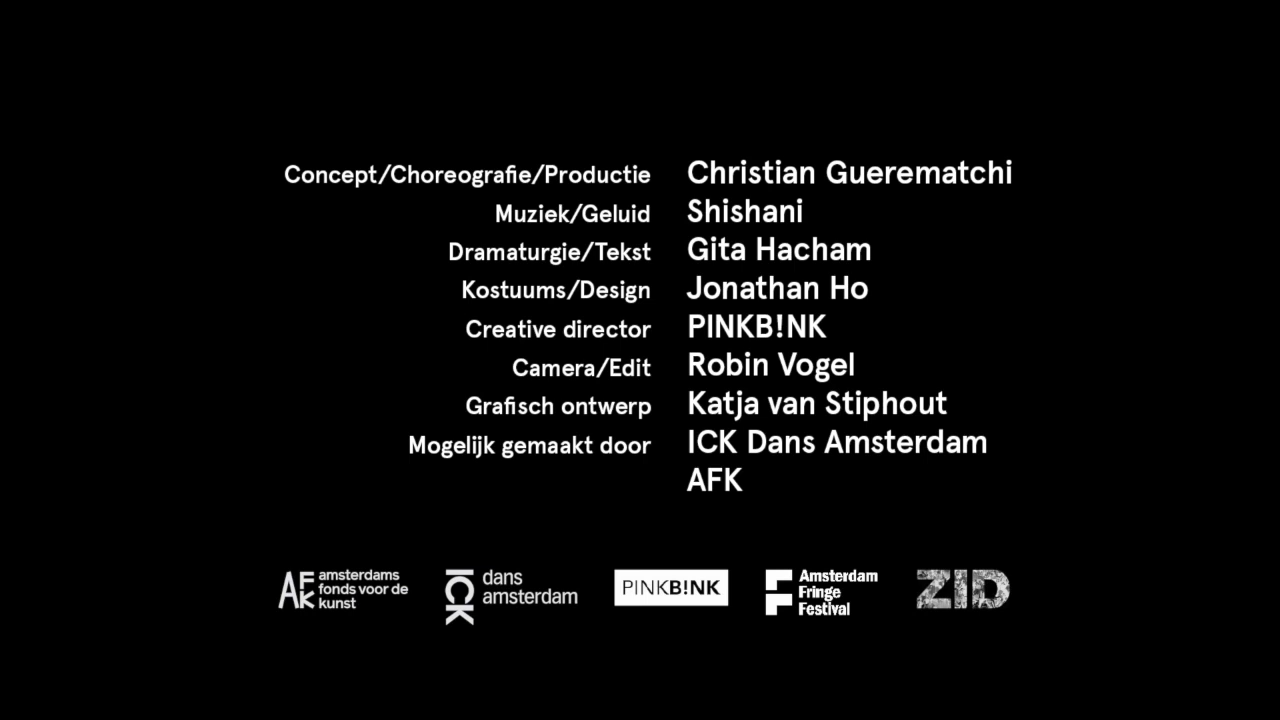 Concept/Choreografie/Productie Christian Guerematchi
Muziek/Geluid Shishani
Dramaturgie/Tekst Gita Hacham
Kostuums/Design Jonathan Ho
Creative director PINKB!NK
Camera/Edit Robin Vogel
Grafisch ontwerp Katja van Stiphout
Mogelijk gemaakt door ICK Dans Amsterdam
AFK
AFK
amsterdams
fonds voor de
kunst
ICK
dans
amsterdam
PINKB!NK
Amsterdam
Fringe
Festival
ZID